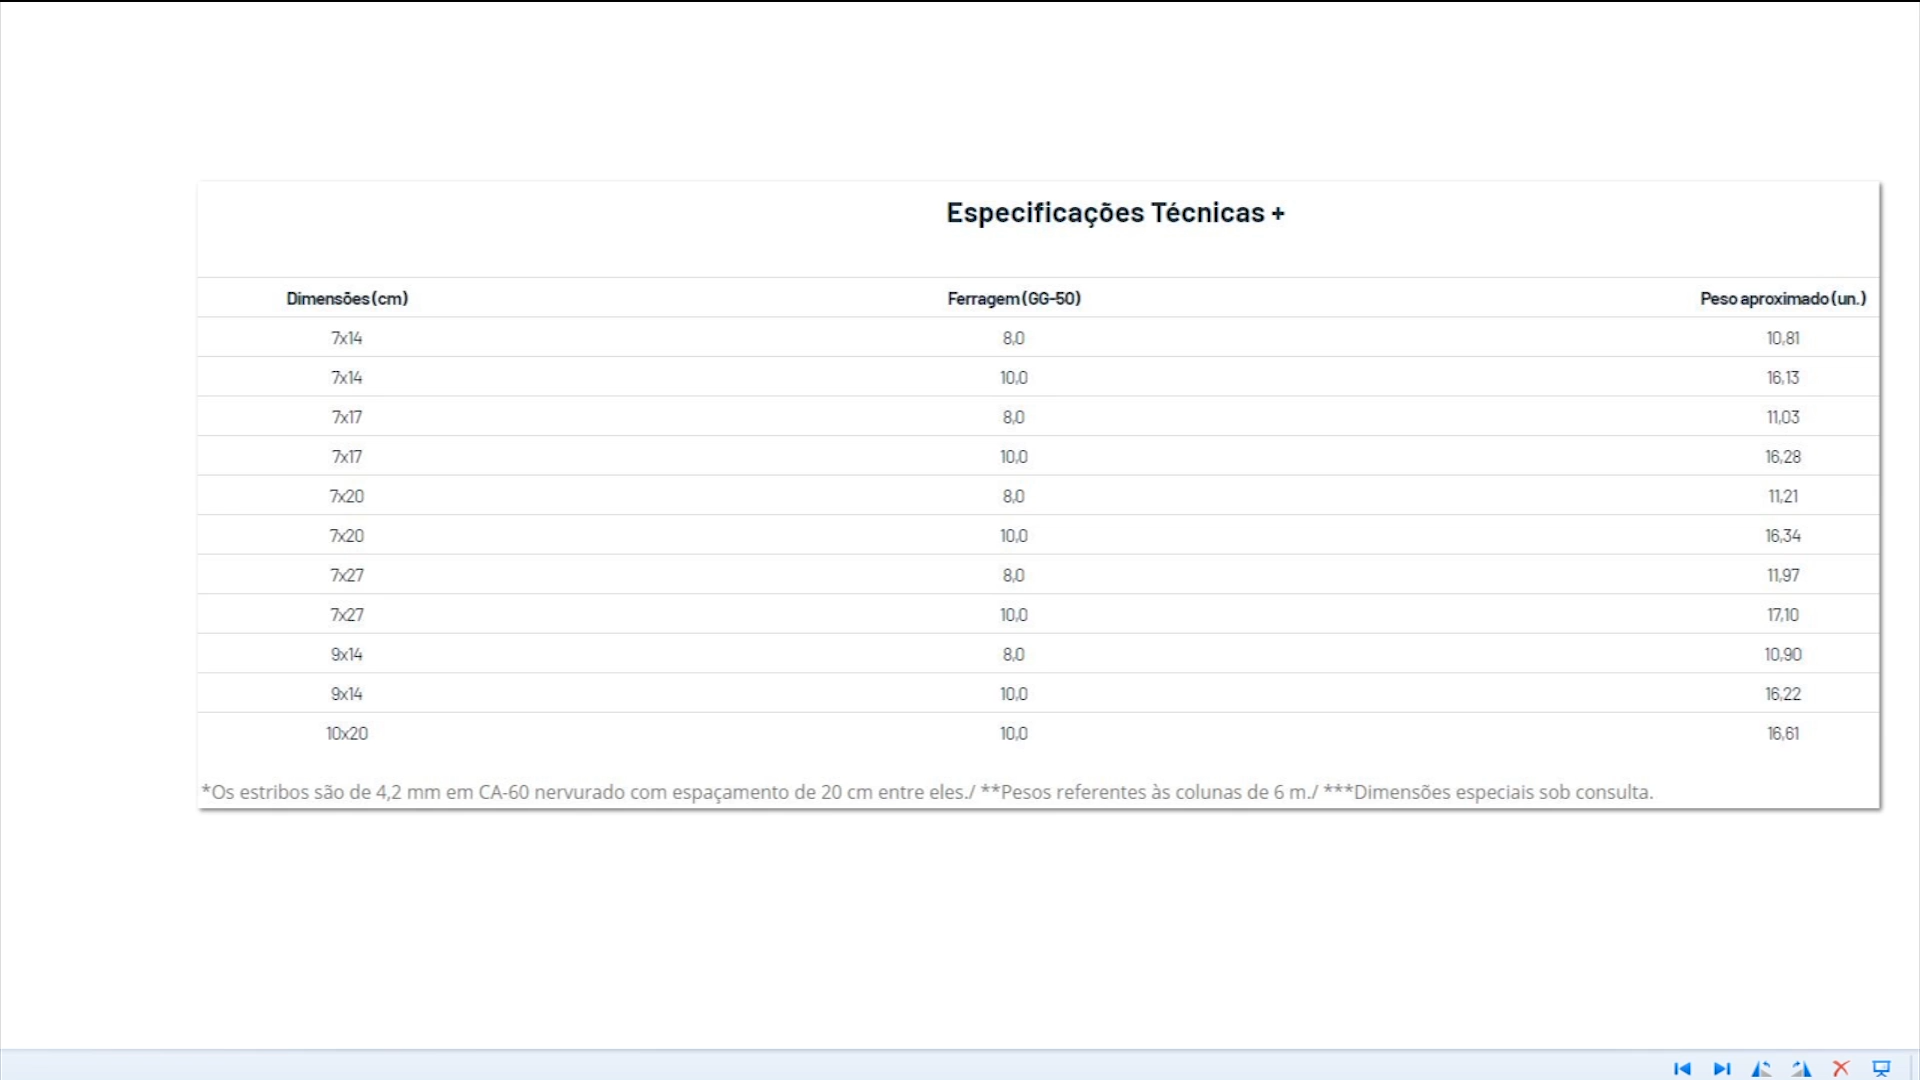 Especificações Técnicas +
Dimensões (cm) Ferragem (GG-50) Peso aproximado (un.)
7x14 8,0 10,81
7x14 10,0 16,13
7x17 8,0 11,03
7x17 10,0 16,28
7x20 8,0 11,21
7x20 10,0 16,34
7x27 8,0 11,97
7x27 10,0 17,10
9x14 8,0 10,90
9x14 10,0 16,22
10x20 10,0 16,61
*Os estribos são de 4,2 mm em CA-60 nervurado com espaçamento de 20 cm entre eles./ **Pesos referentes às colunas de 6 m./ ***Dimensões especiais sob consulta.